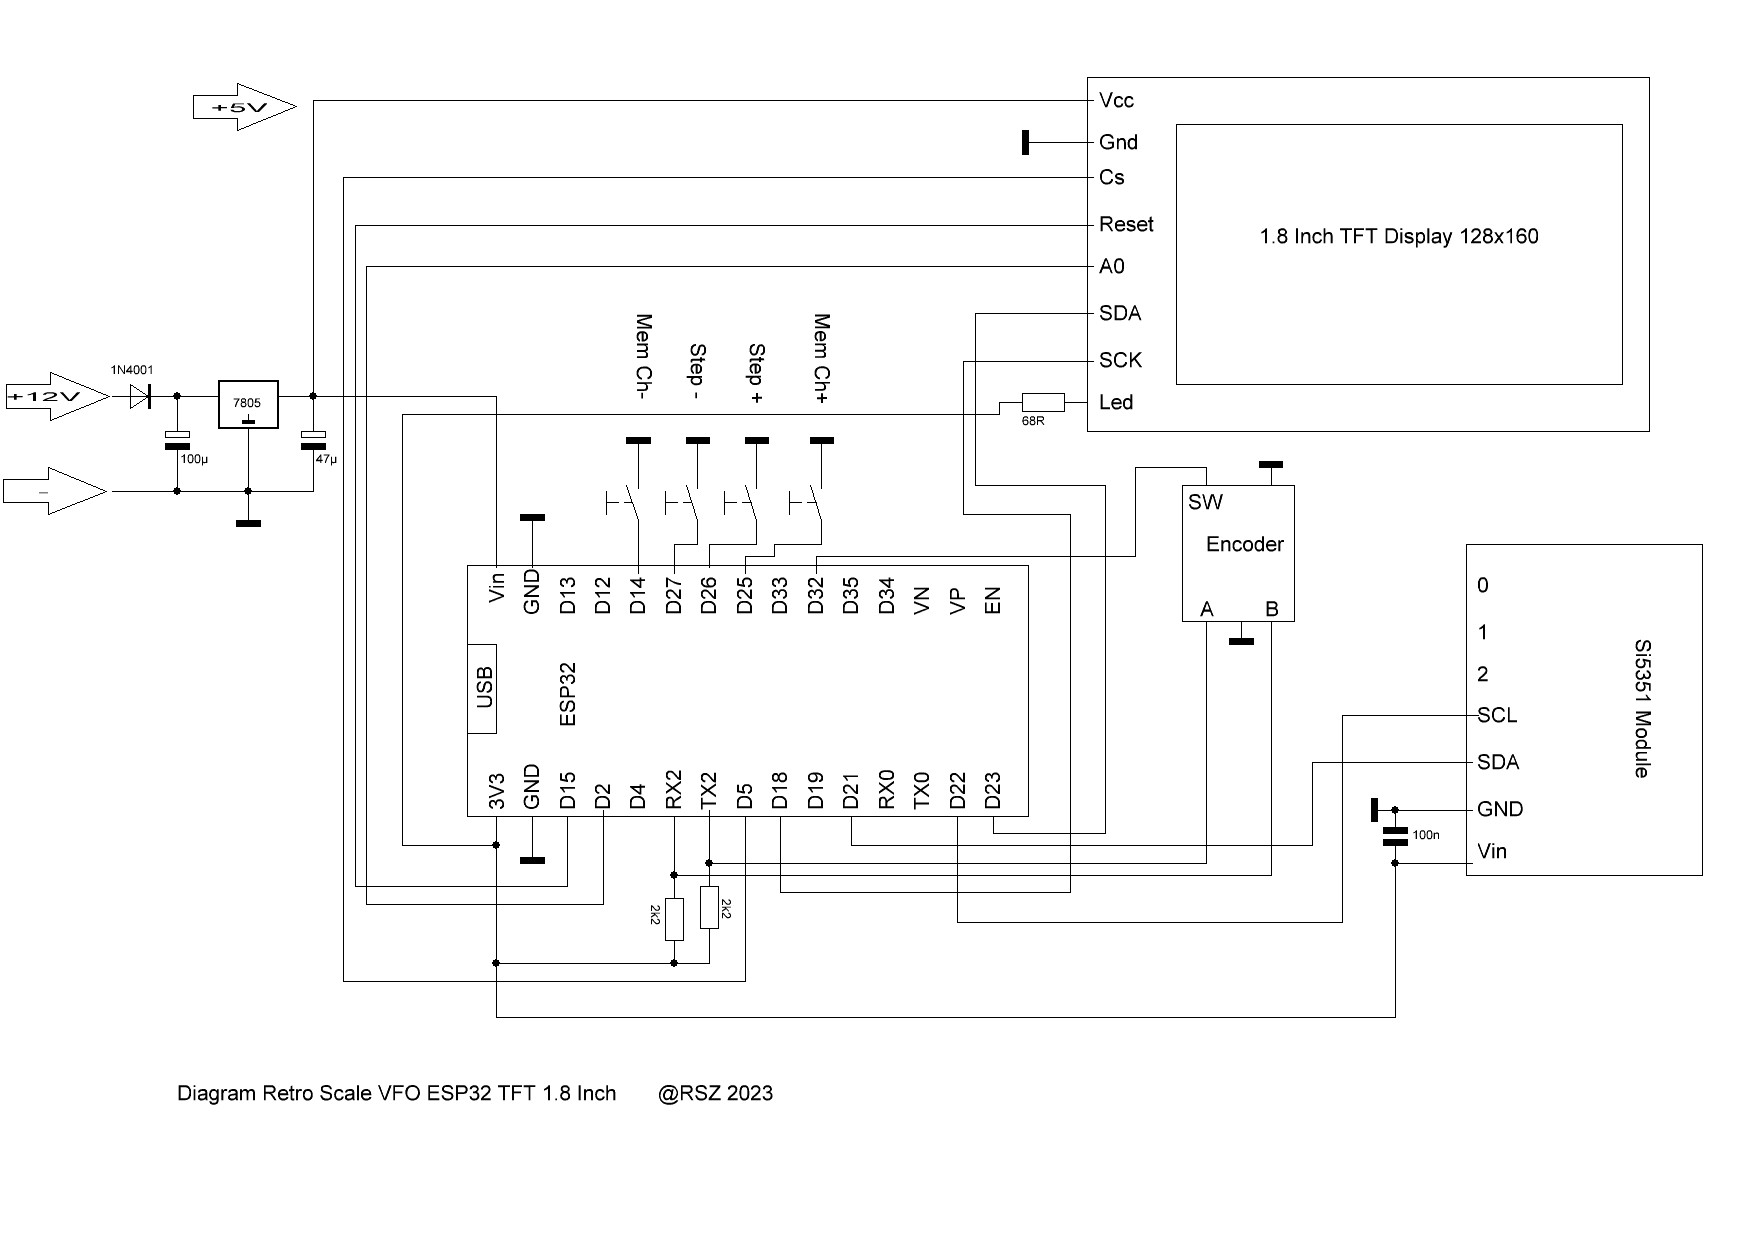 +5V
Vcc
Gnd
Cs
Reset
A0
SDA
SCK
Led
1.8 Inch TFT Display 128x160
68R
Mem Ch-
Step -
Step +
Mem Ch+
1N4001
+12V
7805
100µ
47µ
–
SW
Encoder
A
B
Vin
GND
D13
D12
D14
D27
D26
D25
D33
D32
D35
D34
VN
VP
EN
USB
ESP32
3V3
GND
D15
D2
D4
RX2
TX2
D5
D18
D19
D21
RX0
TX0
D22
D23
0
1
2
SCL
SDA
GND
Vin
Si5351 Module
100n
2k2
2k2
Diagram Retro Scale VFO ESP32 TFT 1.8 Inch @RSZ 2023